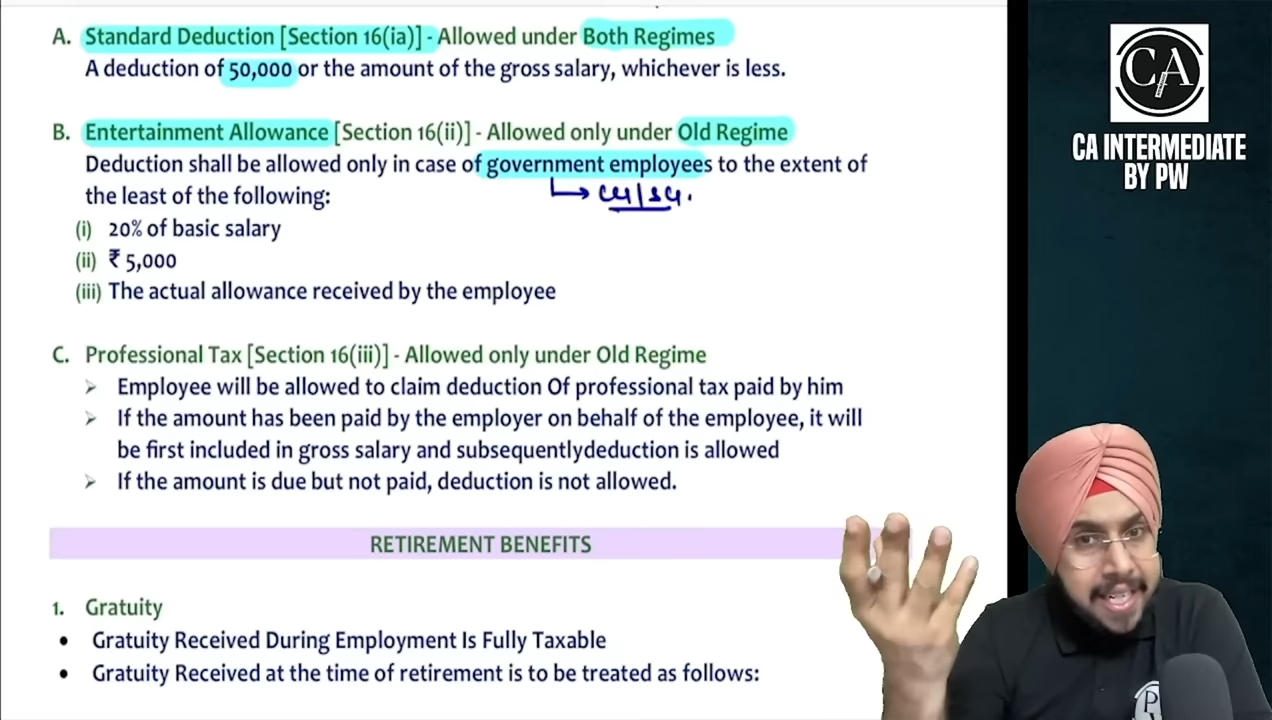 A. Standard Deduction [Section 16(ia)] - Allowed under Both Regimes
A deduction of 50,000 or the amount of the gross salary, whichever is less.
B. Entertainment Allowance [Section 16(ii)] - Allowed only under Old Regime
Deduction shall be allowed only in case of government employees to the extent of
the least of the following:
(i) 20% of basic salary
(ii) ₹ 5,000
(iii) The actual allowance received by the employee
C. Professional Tax [Section 16(iii)] - Allowed only under Old Regime
➢ Employee will be allowed to claim deduction Of professional tax paid by him
➢ If the amount has been paid by the employer on behalf of the employee, it will
be first included in gross salary and subsequentlydeduction is allowed
➢ If the amount is due but not paid, deduction is not allowed.
RETIREMENT BENEFITS
1. Gratuity
• Gratuity Received During Employment Is Fully Taxable
• Gratuity Received at the time of retirement is to be treated as follows:
CA
CA INTERMEDIATE
BY PW
P